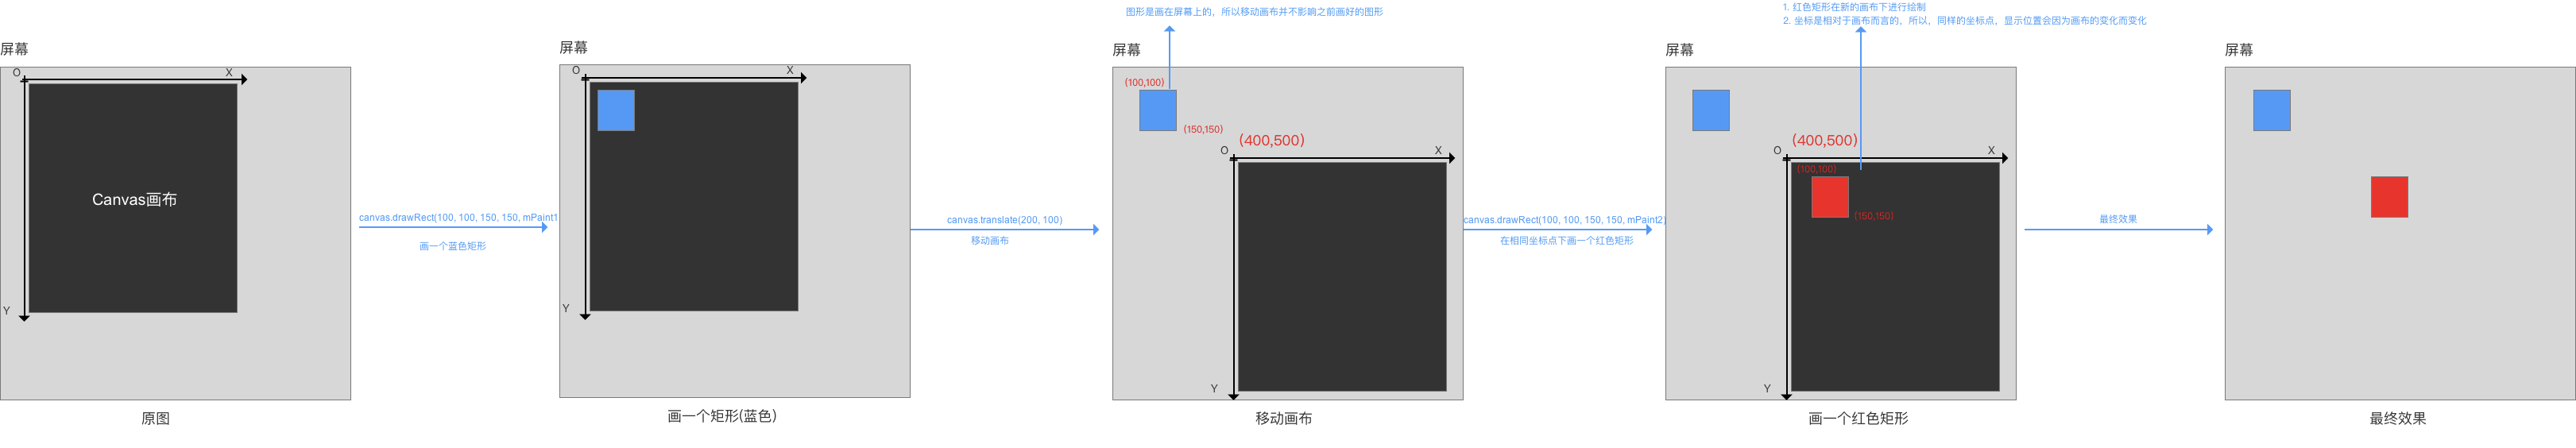 屏幕
O
X
Canvas画布
Y
原图
canvas.drawRect(100, 100, 150, 150, mPaint1
画一个蓝色矩形
屏幕
O
X
Y
画一个矩形(蓝色)
canvas.translate(200, 100)
移动画布
图形是画在屏幕上的，所以移动画布并不影响之前画好的图形
屏幕
(100,100)
(150,150)
(400,500)
O
X
Y
移动画布
canvas.drawRect(100, 100, 150, 150, mPaint2)
在相同坐标点下画一个红色矩形
1. 红色矩形在新的画布下进行绘制
2. 坐标是相对于画布而言的，所以，同样的坐标点，显示位置会因为画布的变化而变化
屏幕
(400,500)
O
X
(100,100)
(150,150)
Y
画一个红色矩形
最终效果
屏幕
最终效果